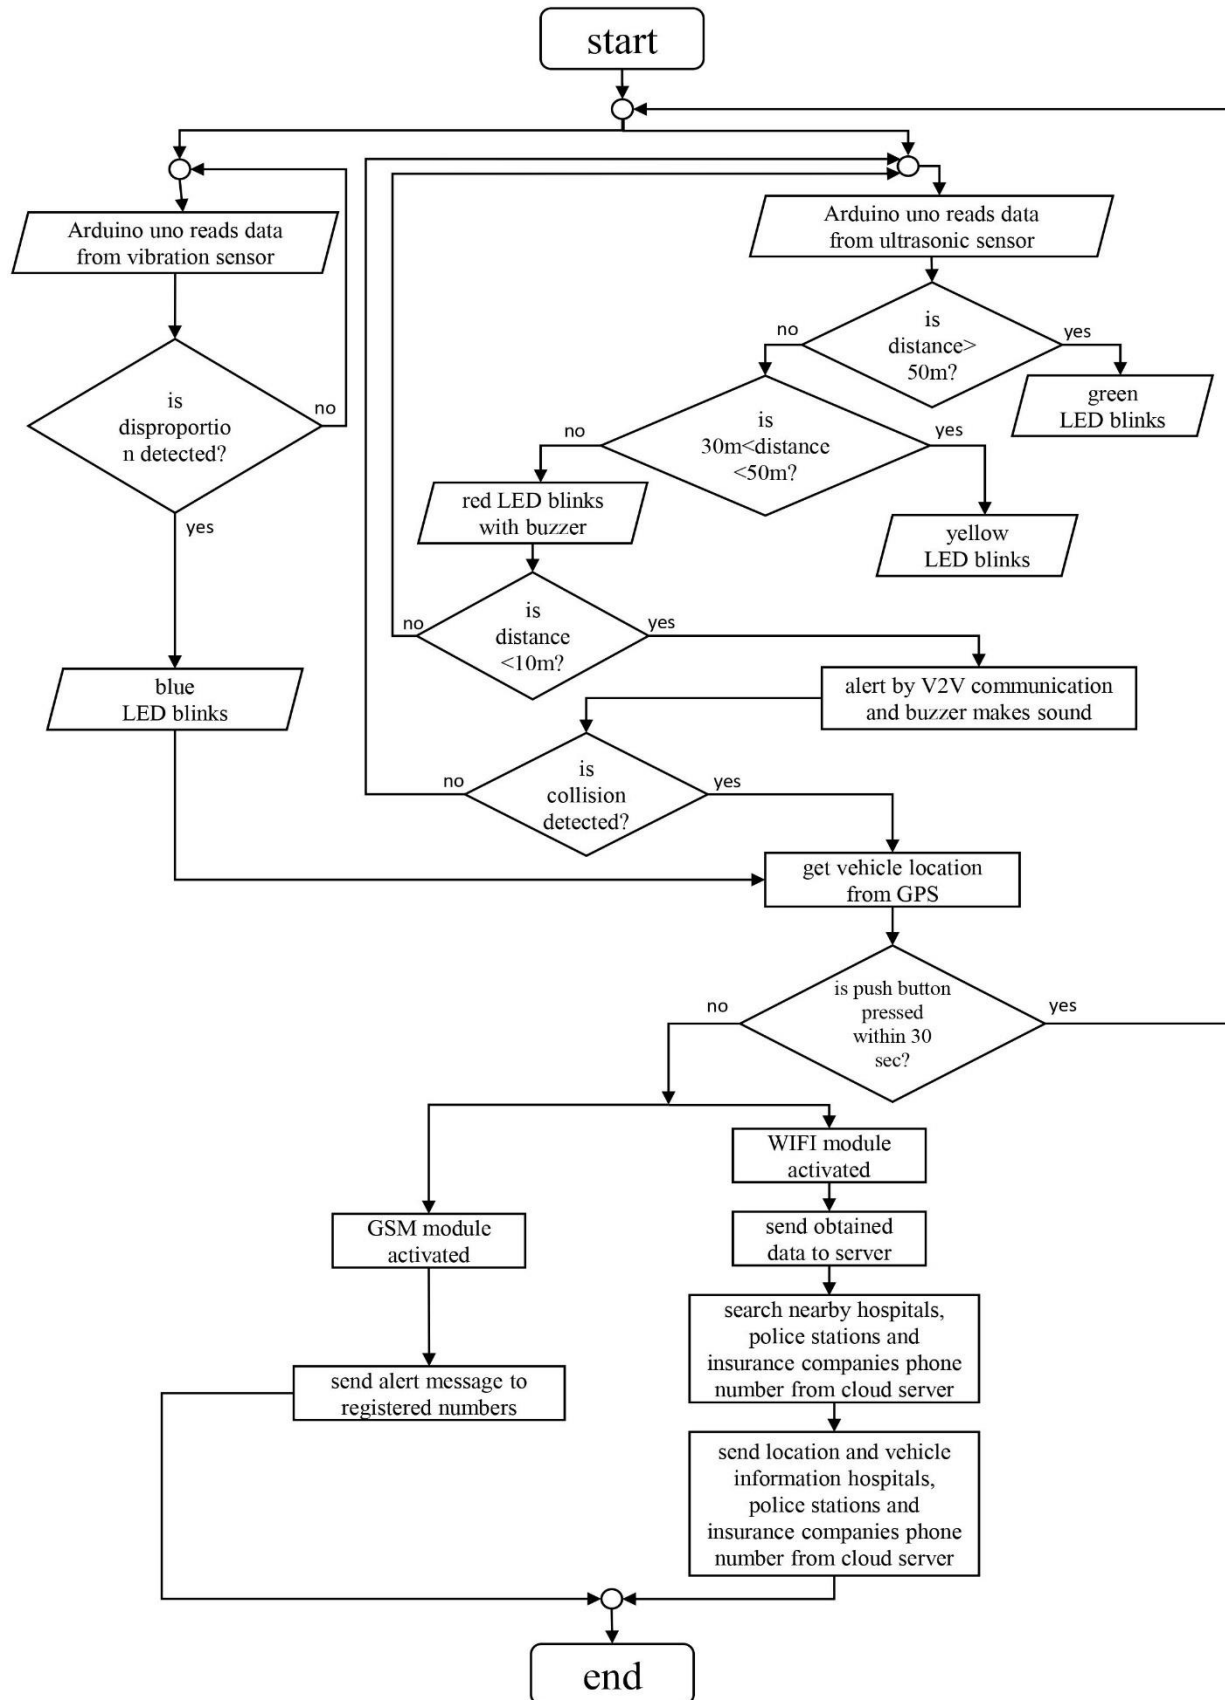 start
Arduino uno reads data
from vibration sensor
is
disproportio
n detected?
no
yes
blue
LED blinks
Arduino uno reads data
from ultrasonic sensor
is
distance>
50m?
no
yes
green
LED blinks
is
30m<distance
<50m?
no
yes
yellow
LED blinks
red LED blinks
with buzzer
is
distance
<10m?
no
yes
alert by V2V communication
and buzzer makes sound
is
collision
detected?
no
yes
get vehicle location
from GPS
is push button
pressed
within 30
sec?
no
yes
GSM module
activated
send alert message to
registered numbers
WIFI module
activated
send obtained
data to server
search nearby hospitals,
police stations and
insurance companies phone
number from cloud server
send location and vehicle
information hospitals,
police stations and
insurance companies phone
number from cloud server
end